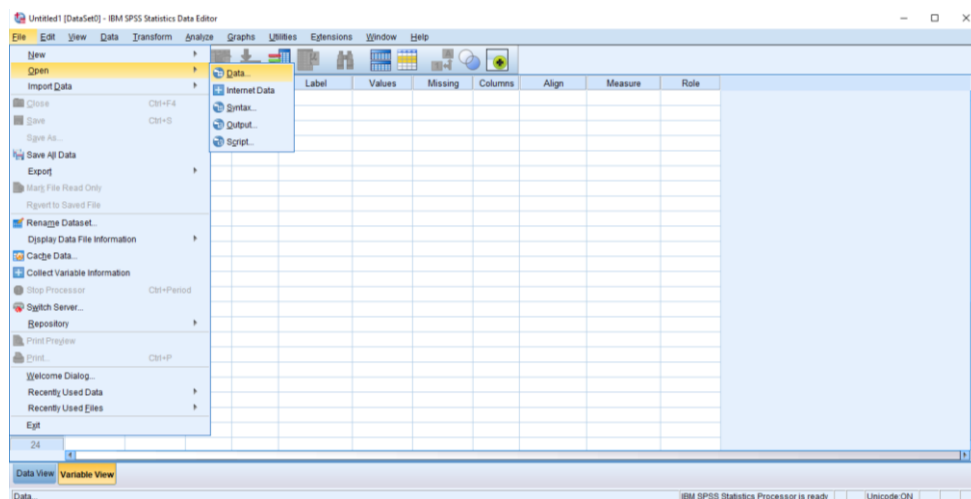 Untitled1 [DataSet0] - IBM SPSS Statistics Data Editor
File Edit View Data Transform Analyze Graphs Utilities Extensions Window Help
New
Open
Import Data
Close Ctrl+F4
Save Ctrl+S
Save As...
Save All Data
Export
Mark File Read Only
Revert to Saved File
Rename Dataset...
Display Data File Information
Cache Data...
Collect Variable Information
Stop Processor Ctrl+Period
Switch Server...
Repository
Print Preview
Print... Ctrl+P
Welcome Dialog...
Recently Used Data
Recently Used Files
Exit
Data...
Internet Data
Syntax...
Output...
Script...
Label Values Missing Columns Align Measure Role
24
Data View Variable View
Data... IBM SPSS Statistics Processor is ready Unicode:ON